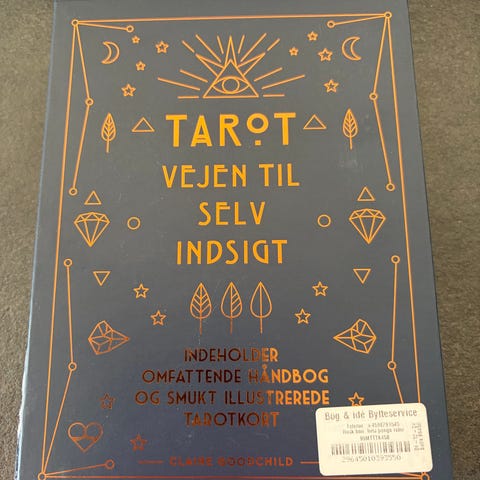 TAROT
VEJEN TIL
SELV
INDSIGT
INDEHOLDER
OMFATTENDE HÅNDBOG
OG SMUKT ILLUSTREREDE
TAROTKORT
CLAIRE GOODCHILD
Bog & idé Bytteservice